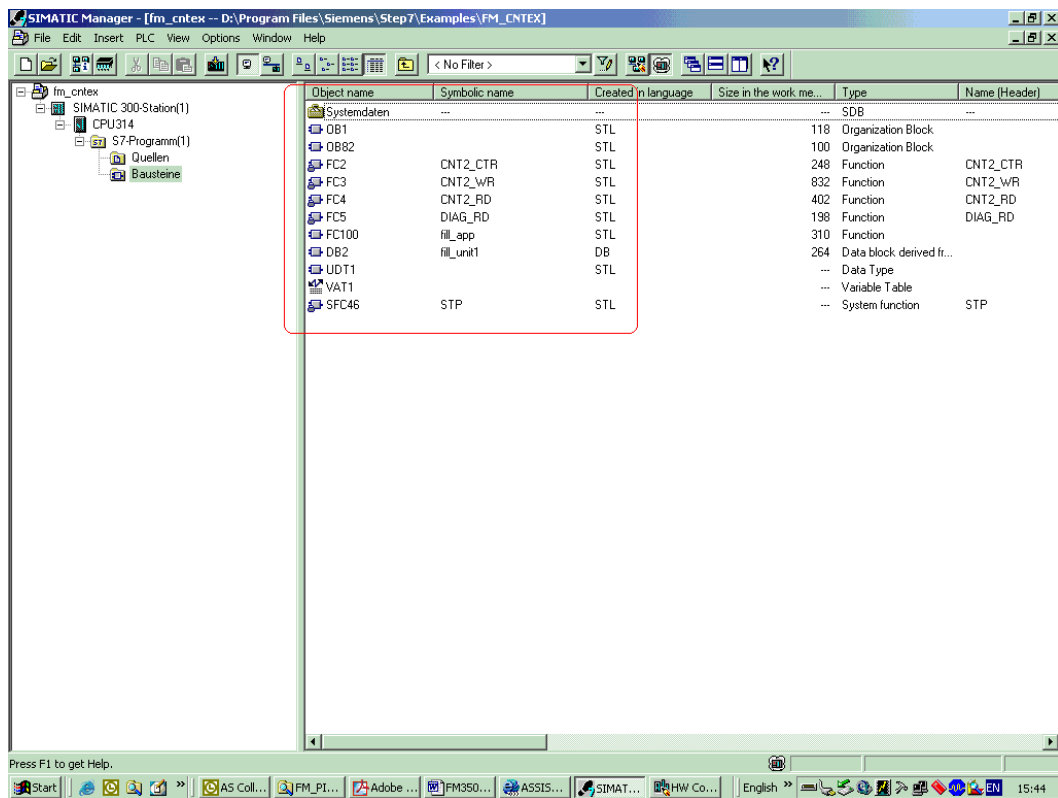 SIMATIC Manager - [fm_cntex -- D:\Program Files\Siemens\Step7\Examples\FM_CNTEX]
File Edit Insert PLC View Options Window Help
< No Filter >
fm_cntex
SIMATIC 300-Station(1)
CPU314
S7-Programm(1)
Quellen
Bausteine
Object name Symbolic name Created in language Size in the work me... Type Name (Header)
Systemdaten --- --- --- SDB ---
OB1 STL 118 Organization Block
OB82 STL 100 Organization Block
FC2 CNT2_CTR STL 248 Function CNT2_CTR
FC3 CNT2_WR STL 832 Function CNT2_WR
FC4 CNT2_RD STL 402 Function CNT2_RD
FC5 DIAG_RD STL 198 Function DIAG_RD
FC100 fill_app STL 310 Function
DB2 fill_unit1 DB 264 Data block derived fr...
UDT1 STL --- Data Type
VAT1 --- Variable Table
SFC46 STP STL --- System function STP
Press F1 to get Help.
Start » AS Coll... FM_PI... Adobe ... FM350... ASSIS... SIMAT... HW Co... English » EN 15:44